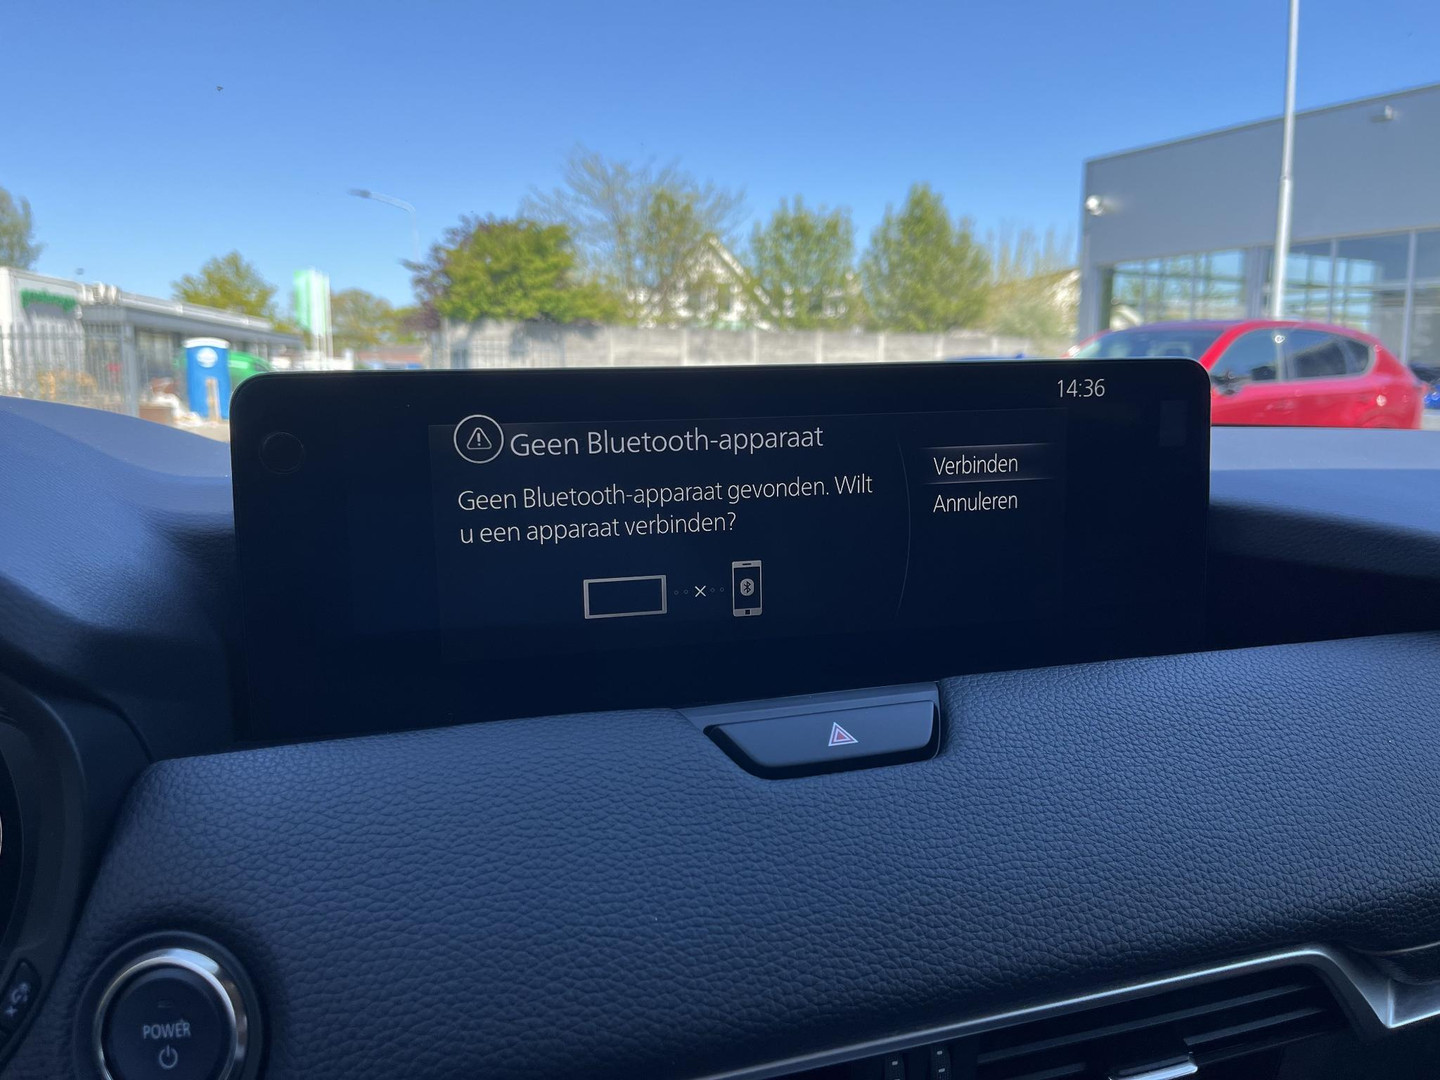 14:36
Geen Bluetooth-apparaat
Geen Bluetooth-apparaat gevonden. Wilt
u een apparaat verbinden?
Verbinden
Annuleren
POWER